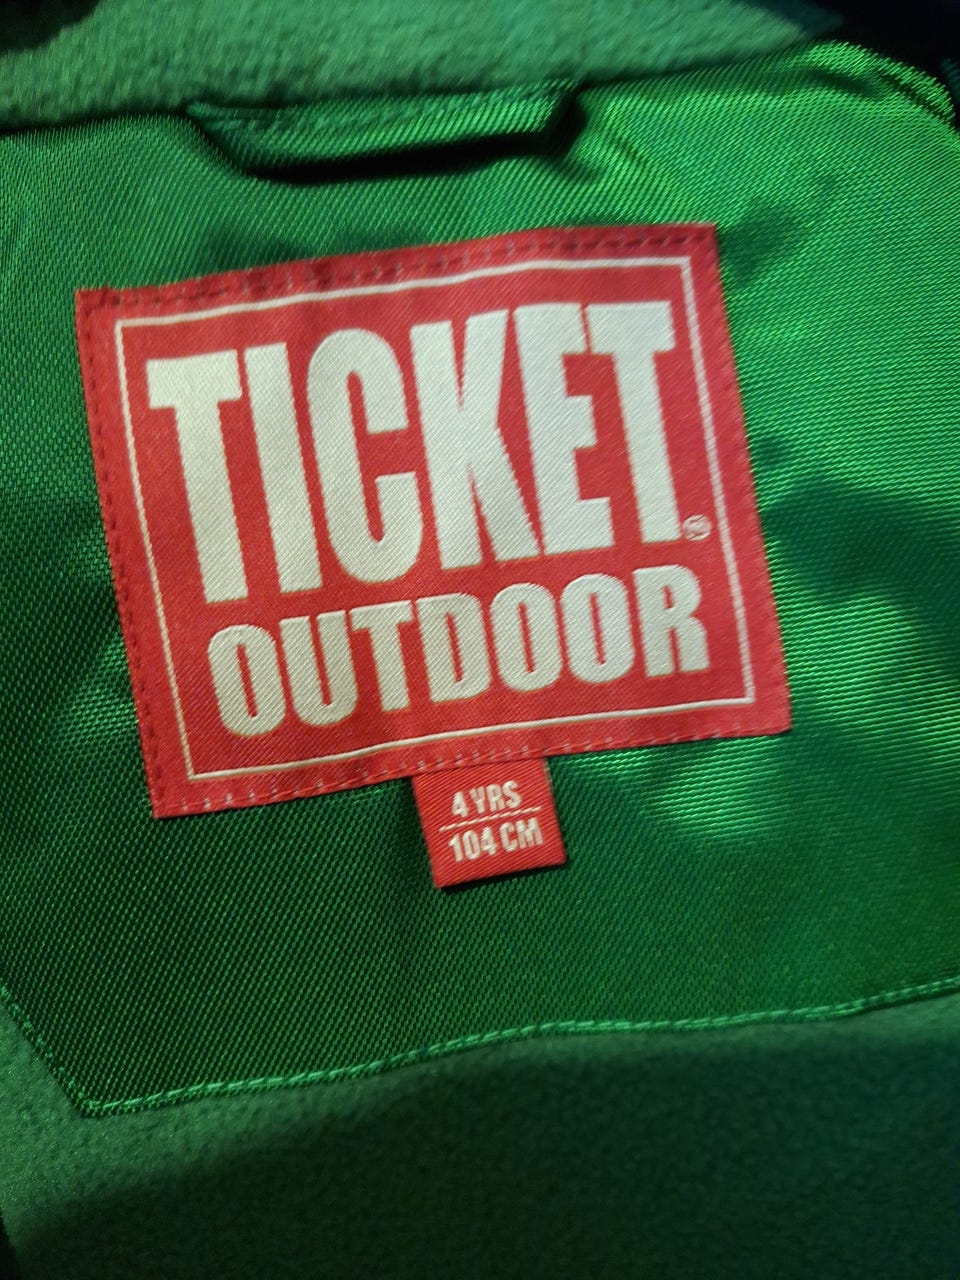 TICKET®
OUTDOOR
4 YRS
104 CM